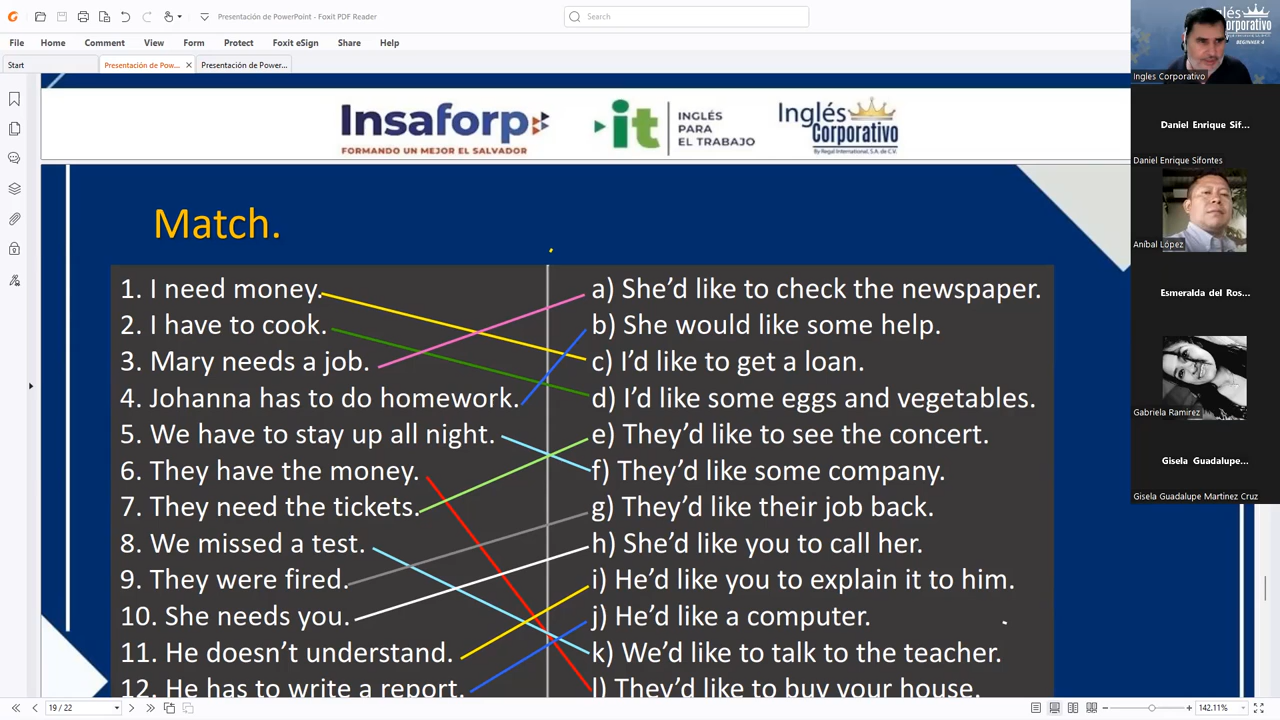 Presentación de PowerPoint - Foxit PDF Reader
Search
File Home Comment View Form Protect Foxit eSign Share Help
Start
Presentación de Pow...
Presentación de Power...
Insaforp
FORMANDO UN MEJOR EL SALVADOR
it
INGLÉS
PARA
EL TRABAJO
Inglés
Corporativo
By Regal International, S.A. de C.V.
Match.
1. I need money.
2. I have to cook.
3. Mary needs a job.
4. Johanna has to do homework.
5. We have to stay up all night.
6. They have the money.
7. They need the tickets.
8. We missed a test.
9. They were fired.
10. She needs you.
11. He doesn't understand.
12. He has to write a report.
a) She'd like to check the newspaper.
b) She would like some help.
c) I'd like to get a loan.
d) I'd like some eggs and vegetables.
e) They'd like to see the concert.
f) They'd like some company.
g) They'd like their job back.
h) She'd like you to call her.
i) He'd like you to explain it to him.
j) He'd like a computer.
k) We'd like to talk to the teacher.
l) They'd like to buy your house.
Inglés
Corporativo
BEGINNER 4
Ingles Corporativo
Daniel Enrique Sif...
Daniel Enrique Sifontes
Aníbal López
Esmeralda del Ros...
Gabriela Ramirez
Gisela Guadalupe...
Gisela Guadalupe Martinez Cruz
19 / 22
142.11%